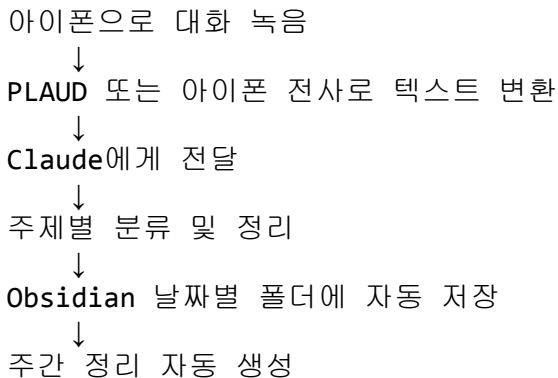 아이폰으로 대화 녹음
↓
PLAUD 또는 아이폰 전사로 텍스트 변환
↓
Claude에게 전달
↓
주제별 분류 및 정리
↓
Obsidian 날짜별 폴더에 자동 저장
↓
주간 정리 자동 생성